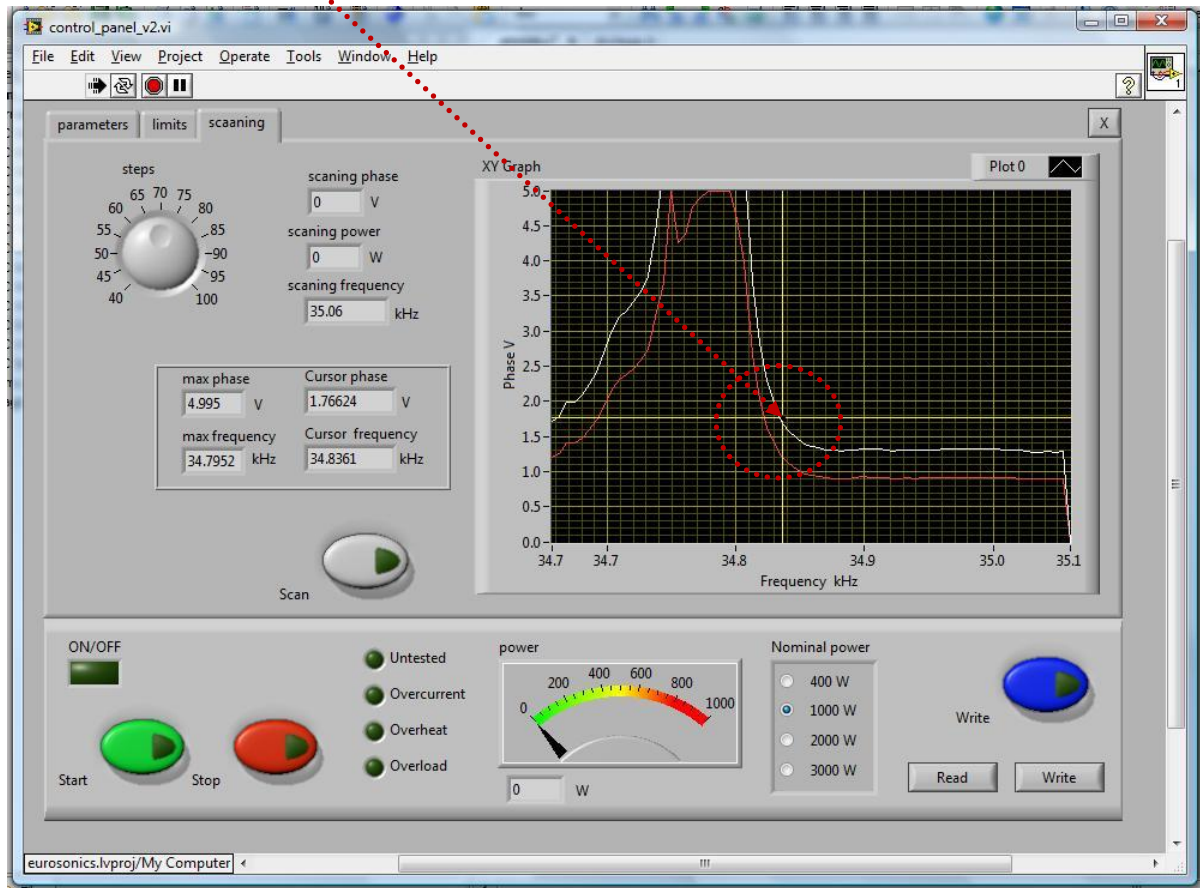 control_panel_v2.vi
File Edit View Project Operate Tools Window Help
1
parameters limits scaaning X
steps
40 45 50 55 60 65 70 75 80 85 90 95 100
scaning phase
0 V
scaning power
0 W
scaning frequency
35.06 kHz
max phase Cursor phase
4.995 V 1.76624 V
max frequency Cursor frequency
34.7952 kHz 34.8361 kHz
Scan
XY Graph Plot 0
Phase V
5.0
4.5
4.0
3.5
3.0
2.5
2.0
1.5
1.0
0.5
0.0
34.7 34.7 34.8 34.9 35.0 35.1
Frequency kHz
ON/OFF
Start Stop
Untested
Overcurrent
Overheat
Overload
power
0 200 400 600 800 1000
0 W
Nominal power
400 W
1000 W
2000 W
3000 W
Write
Read Write
eurosonics.lvproj/My Computer